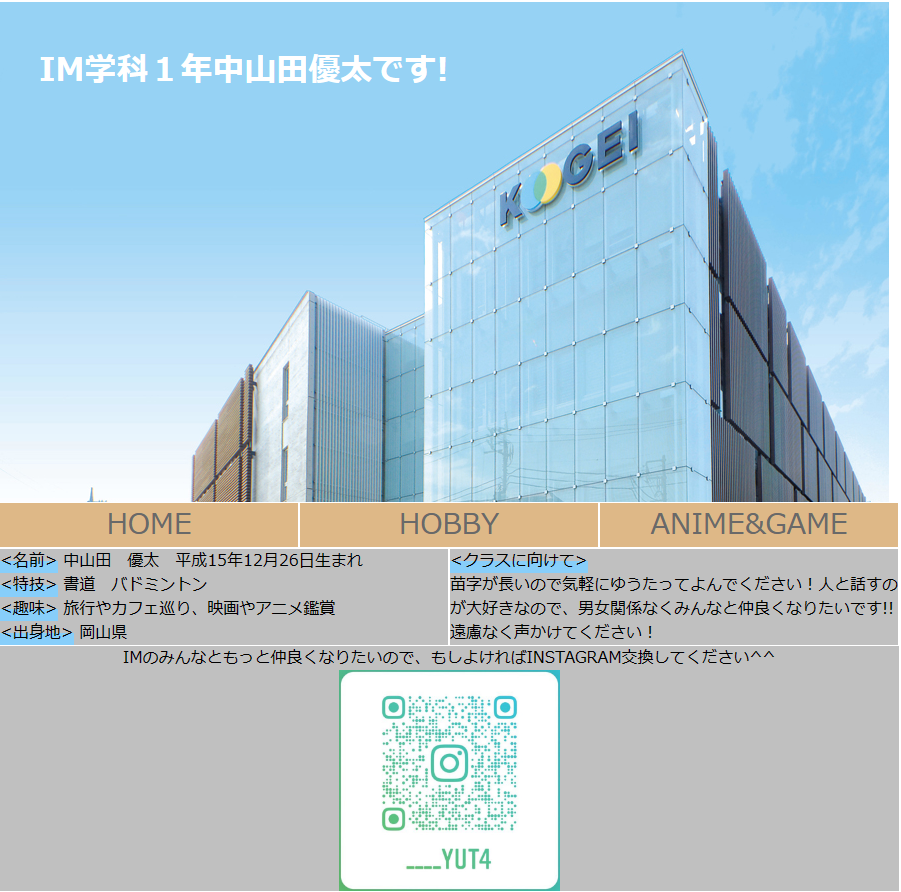 IM学科１年中山田優太です!
KOGEI
HOME
HOBBY
ANIME&GAME
<名前> 中山田　優太　平成15年12月26日生まれ
<特技> 書道　バドミントン
<趣味> 旅行やカフェ巡り、映画やアニメ鑑賞
<出身地> 岡山県
<クラスに向けて>
苗字が長いので気軽にゆうたってよんでください！人と話すの
が大好きなので、男女関係なくみんなと仲良くなりたいです!!
遠慮なく声かけてください！
IMのみんなともっと仲良くなりたいので、もしよければINSTAGRAM交換してください^^
____YUT4